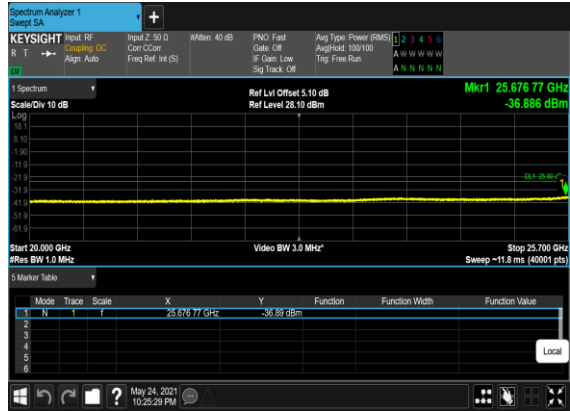 Spectrum Analyzer 1
Swept SA
+
KEYSIGHT
R T
Input: RF
Coupling: DC
Align: Auto
Input Z: 50 Ω
Corr CCorr
Freq Ref: Int (S)
#Atten: 40 dB
PNO: Fast
Gate: Off
IF Gain: Low
Sig Track: Off
Avg Type: Power (RMS)
Avg|Hold: 100/100
Trig: Free Run
1 2 3 4 5 6
A W W W W W
A N N N N N
1 Spectrum
Scale/Div 10 dB
Log
Ref Lvl Offset 5.10 dB
Ref Level 28.10 dBm
Mkr1 25.676 77 GHz
-36.886 dBm
18.1
8.10
-1.90
-11.9
-21.9
-31.9
-41.9
-51.9
-61.9
DL1 -25.00
1
Start 20.000 GHz
#Res BW 1.0 MHz
Video BW 3.0 MHz*
Stop 25.700 GHz
Sweep ~11.8 ms (40001 pts)
5 Marker Table
Mode Trace Scale X Y Function Function Width Function Value
1 N 1 f 25.676 77 GHz -36.89 dBm
2
3
4
5
6
Local
?
May 24, 2021
10:25:29 PM